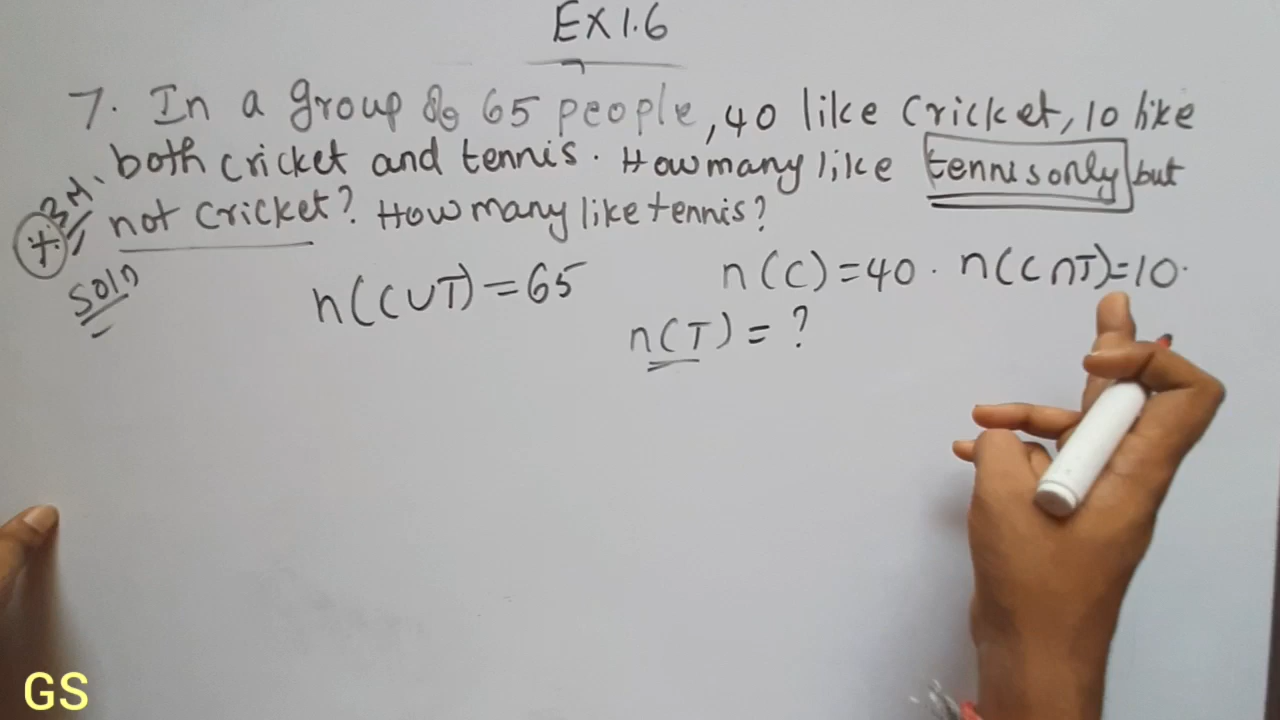 EX 1.6
7. In a group of 65 people, 40 like cricket, 10 like
both cricket and tennis. How many like tennis only but
not cricket? How many like tennis?
3M
Soln
n(C∪T) = 65
n(C) = 40. n(C∩T) = 10.
n(T) = ?
GS